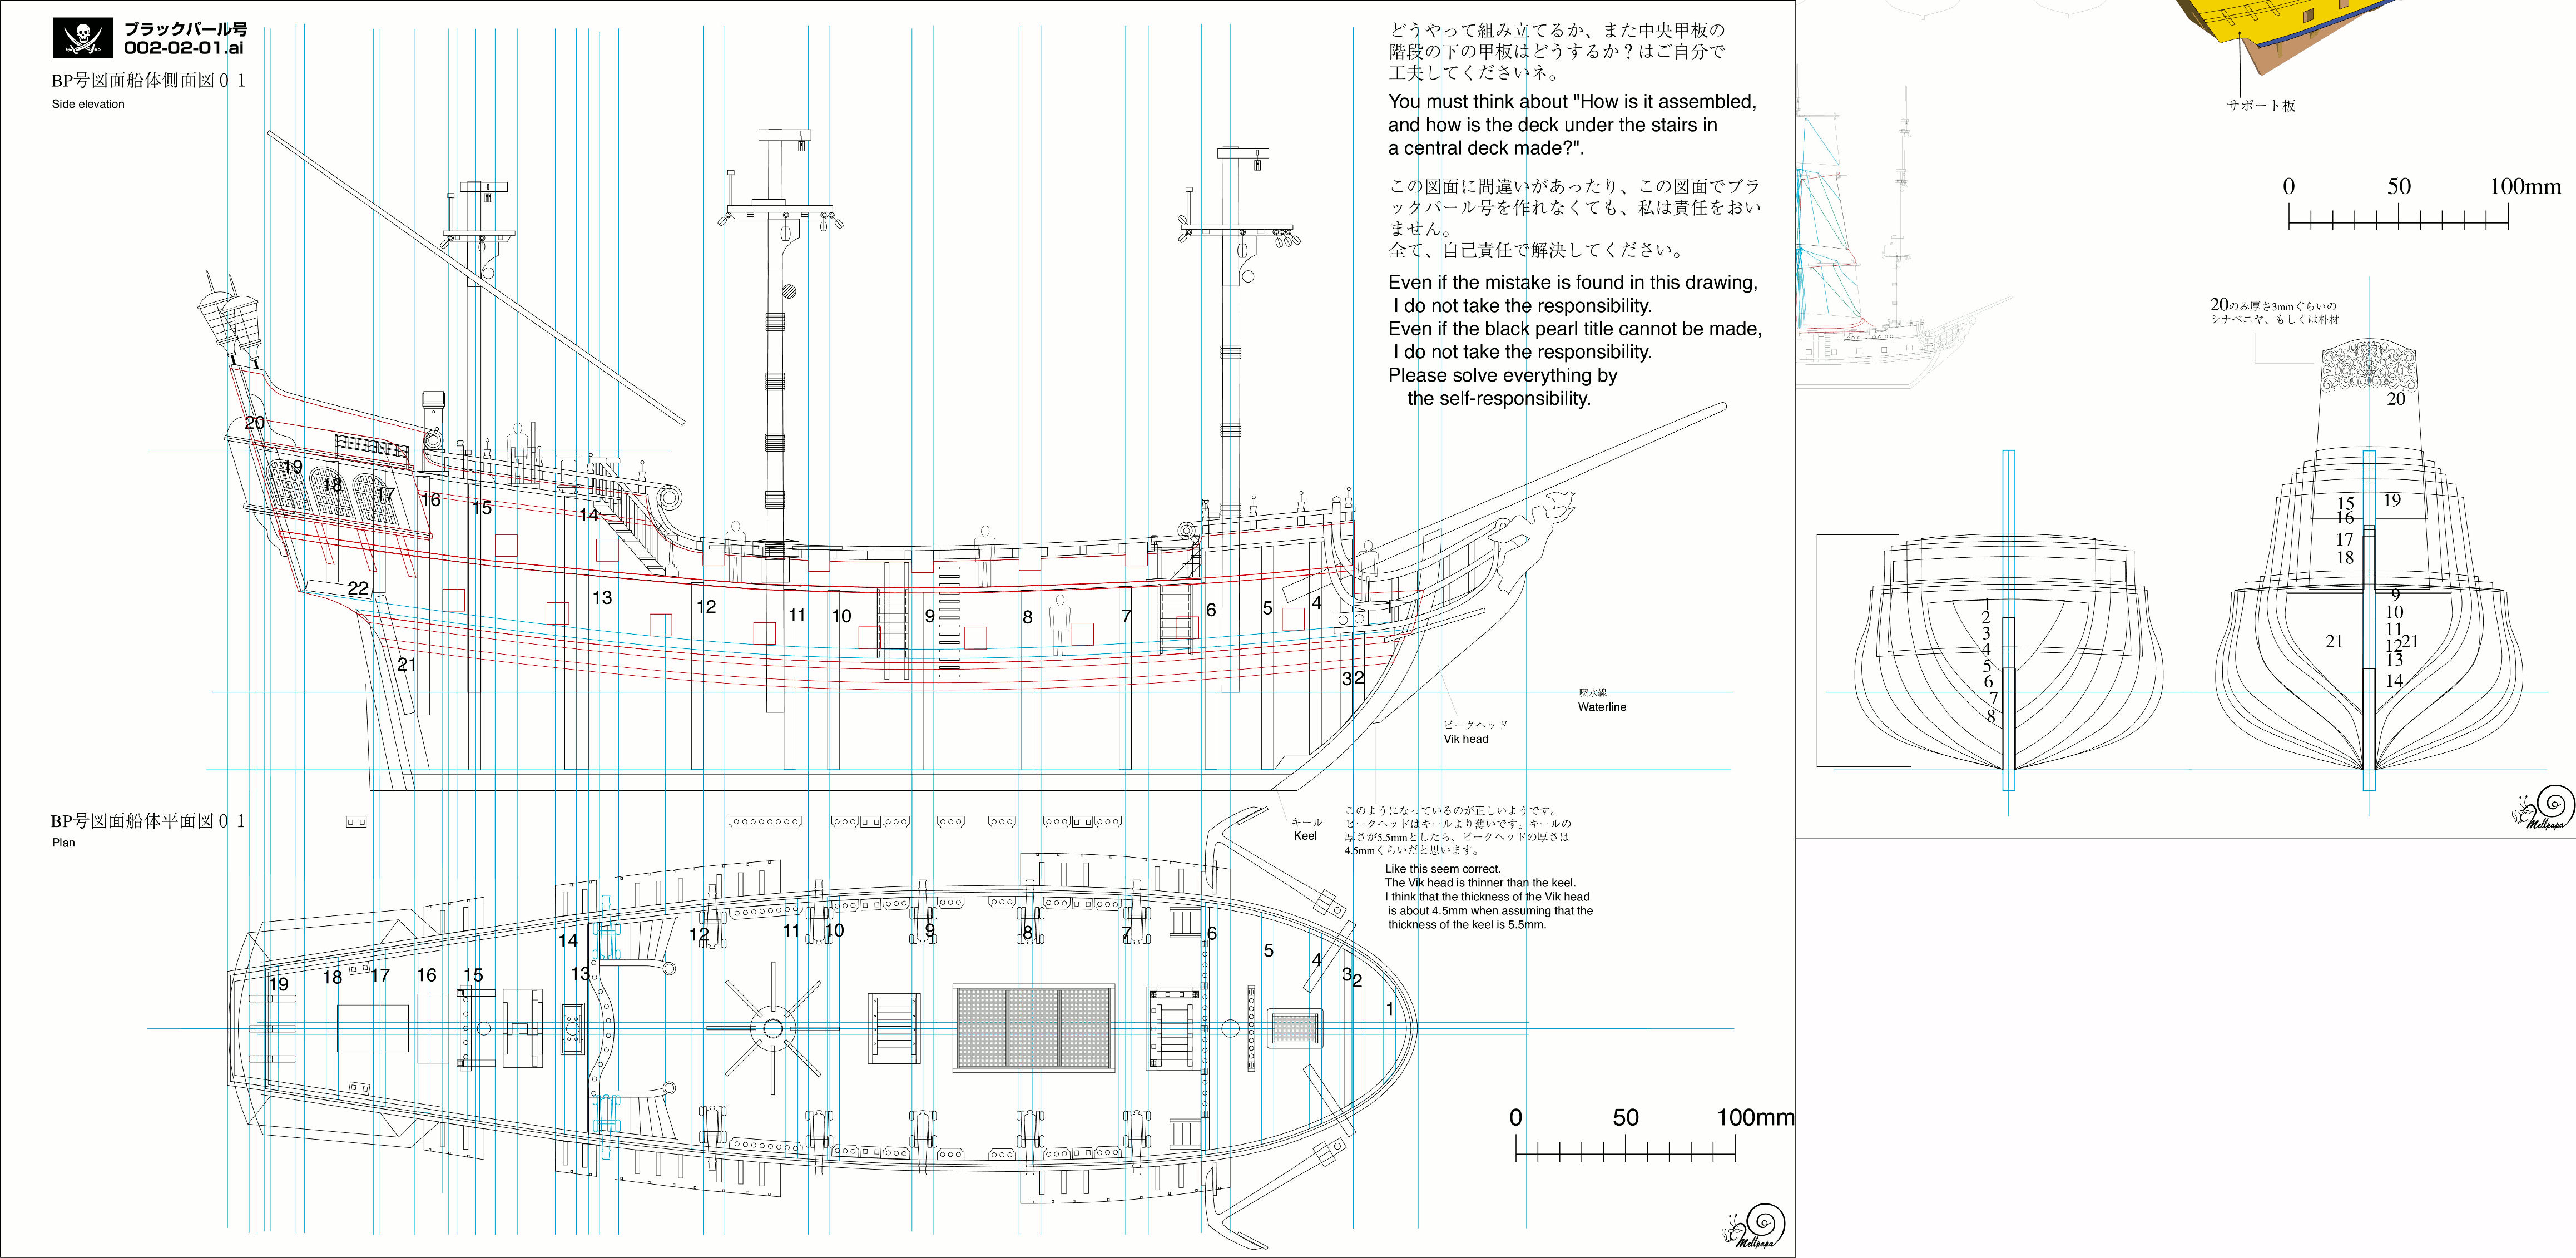 ブラックパール号
002-02-01.ai
BP号図面船体側面図０１
Side elevation
どうやって組み立てるか、また中央甲板の
階段の下の甲板はどうするか？はご自分で
工夫してくださいネ。
You must think about "How is it assembled,
and how is the deck under the stairs in
a central deck made?".
この図面に間違いがあったり、この図面でブラ
ックパール号を作れなくても、私は責任をおい
ません。
全て、自己責任で解決してください。
Even if the mistake is found in this drawing,
I do not take the responsibility.
Even if the black pearl title cannot be made,
I do not take the responsibility.
Please solve everything by
the self-responsibility.
20
19
18
17
16
15
14
22
13
12
11
10
9
8
7
6
5
4
1
21
3
2
喫水線
Waterline
ビークヘッド
Vik head
キール
Keel
このようになっているのが正しいようです。
ビークヘッドはキールより薄いです。キールの
厚さが5.5mmとしたら、ビークヘッドの厚さは
4.5mmくらいだと思います。
Like this seem correct.
The Vik head is thinner than the keel.
I think that the thickness of the Vik head
is about 4.5mm when assuming that the
thickness of the keel is 5.5mm.
BP号図面船体平面図０１
Plan
19
18
17
16
15
14
13
12
11
10
9
8
7
6
5
4
3
2
1
0 50 100mm
Mellpapa
サポート板
0 50 100mm
20のみ厚さ3mmぐらいの
シナベニヤ、もしくは朴材
20
1
2
3
4
5
6
7
8
15
19
16
17
18
9
10
11
21
12
21
13
14
Mellpapa